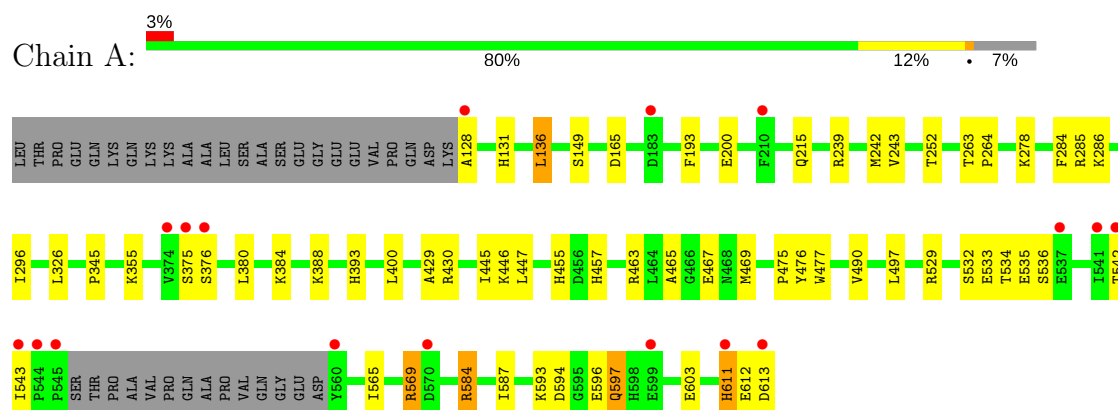 3%
Chain A:
80% 12% • 7%
LEU THR PRO GLU GLN LYS GLN LYS LYS ALA ALA LEU SER ALA SER GLU GLY GLU GLU VAL PRO GLN ASP LYS A128 H131 L136 S149 D165 D183 F193 E200 F210 Q215 R239 M242 V243 T252 T263 P264 K278 F284 R285 K286
I296 L326 P345 K355 V374 S375 S376 L380 K384 K388 H393 L400 A429 R430 I445 K446 L447 H455 D456 H457 R463 L464 A465 G466 E467 N468 M469 P475 Y476 W477 V490 L497 R529 S532 E533 T534 E535 S536 E537 I541 T542
I543 P544 P545 SER THR PRO ALA VAL PRO GLN ALA PRO VAL GLN GLY GLU ASP Y560 I565 R569 D570 R584 I587 K593 D594 G595 E596 Q597 H598 E599 E603 H611 E612 D613